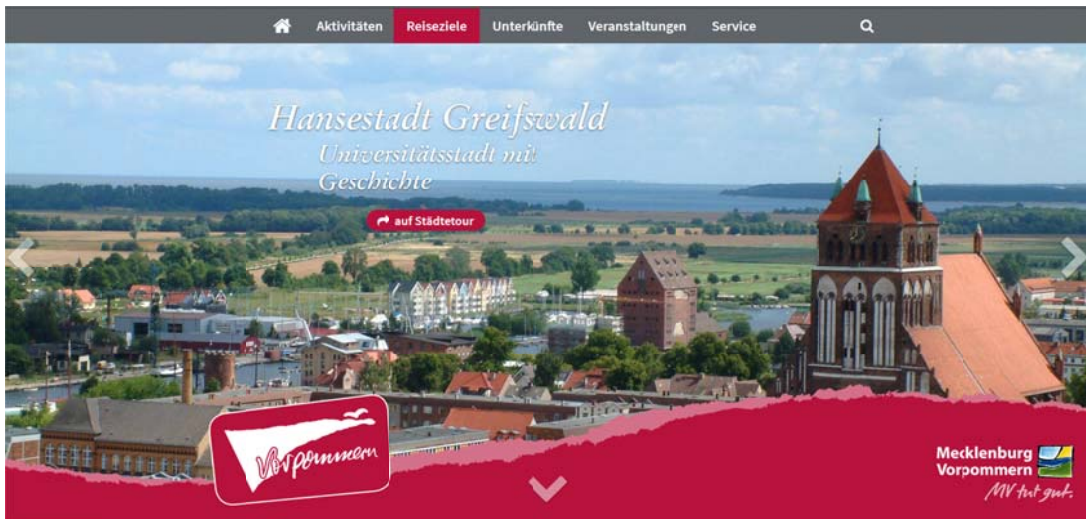 Aktivitäten Reiseziele Unterkünfte Veranstaltungen Service
Hansestadt Greifswald
Universitätsstadt mit
Geschichte
auf Städtetour
Vorpommern
Mecklenburg
Vorpommern
MV tut gut.